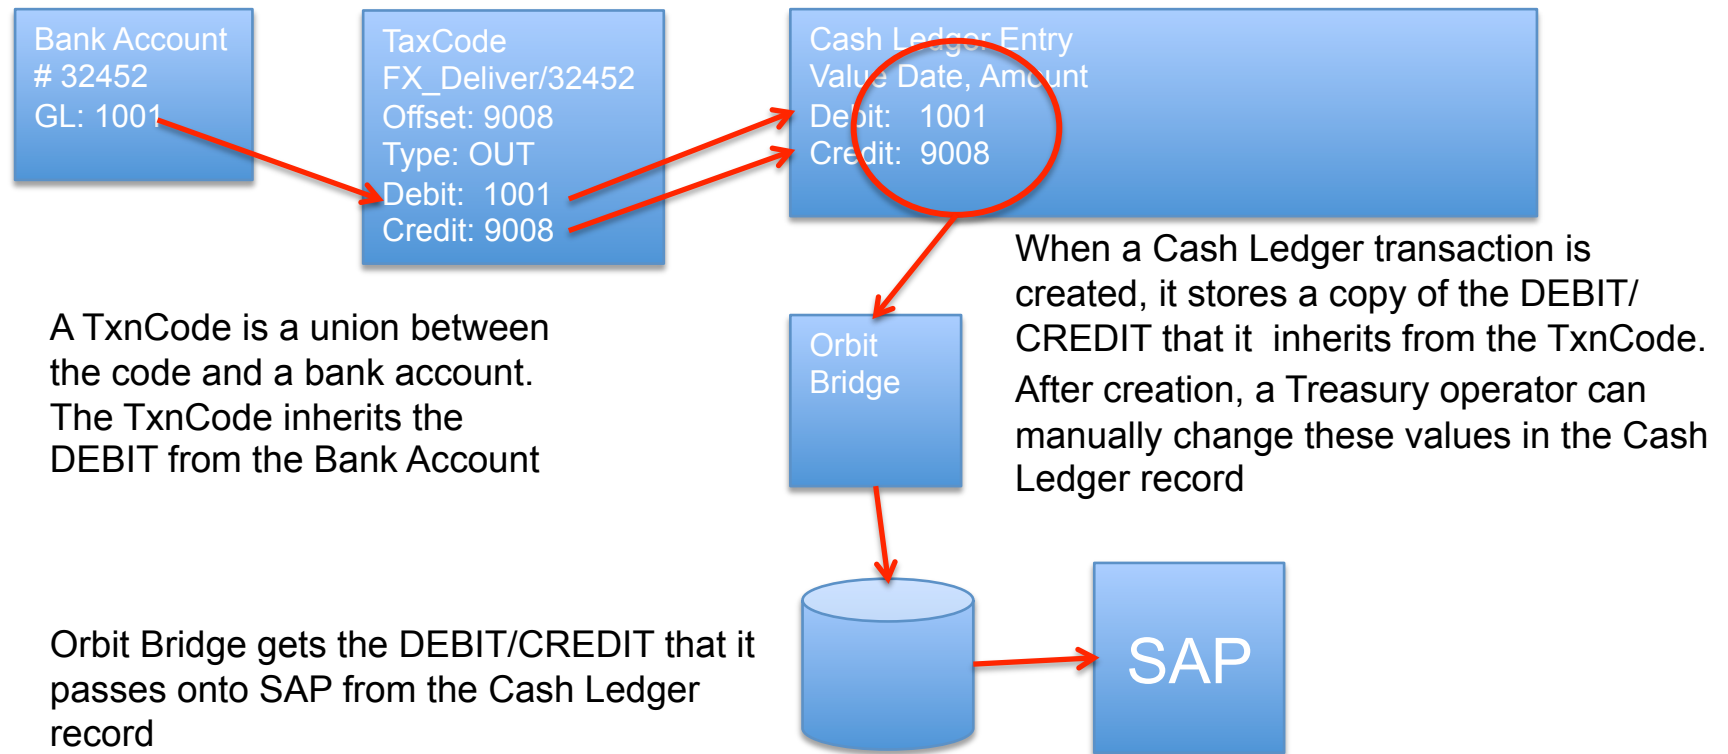 Bank Account
# 32452
GL: 1001
TaxCode
FX_Deliver/32452
Offset: 9008
Type: OUT
Debit: 1001
Credit: 9008
Cash Ledger Entry
Value Date, Amount
Debit: 1001
Credit: 9008
A TxnCode is a union between
the code and a bank account.
The TxnCode inherits the
DEBIT from the Bank Account
Orbit
Bridge
When a Cash Ledger transaction is
created, it stores a copy of the DEBIT/
CREDIT that it inherits from the TxnCode.
After creation, a Treasury operator can
manually change these values in the Cash
Ledger record
Orbit Bridge gets the DEBIT/CREDIT that it
passes onto SAP from the Cash Ledger
record
SAP